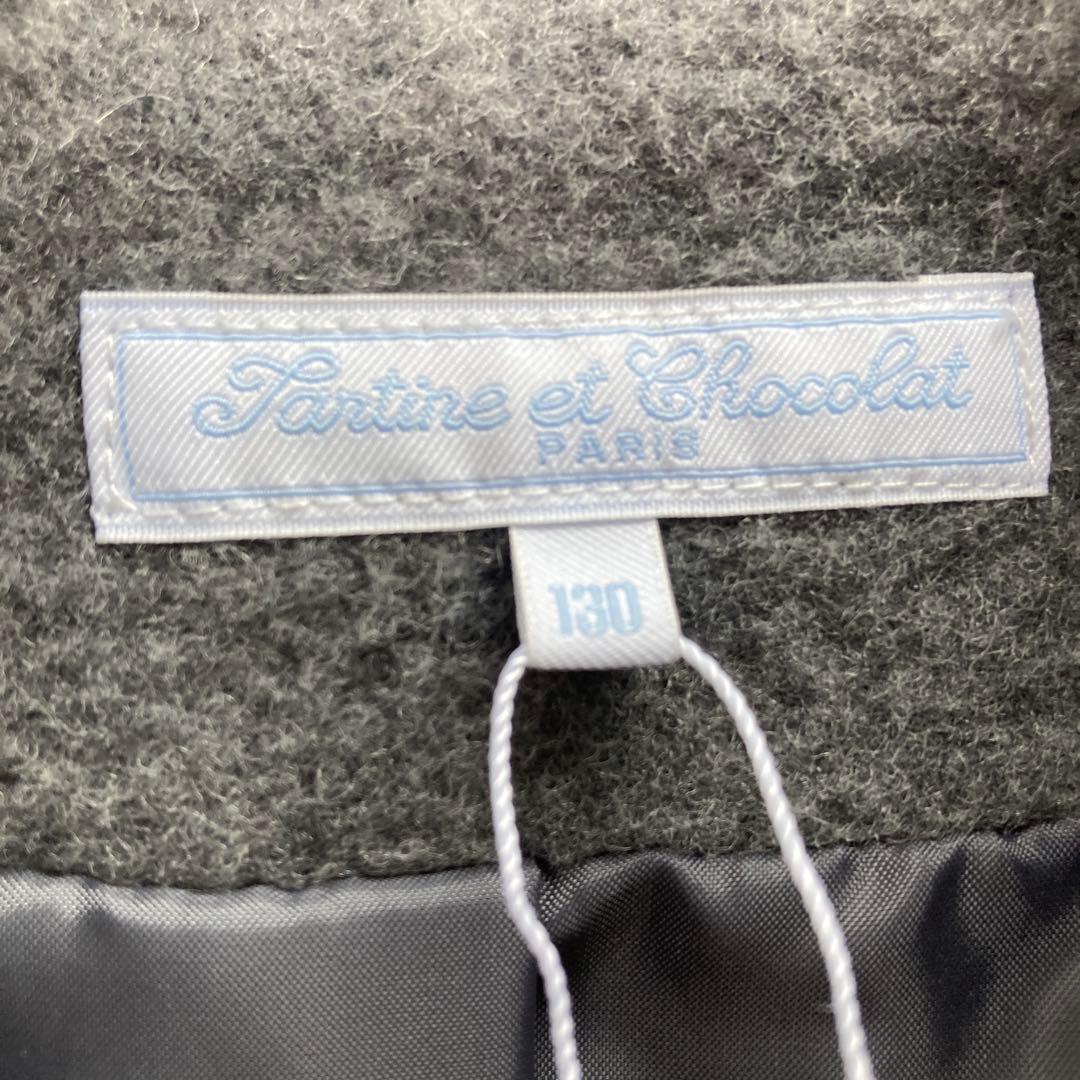 Tartine et Chocolat
PARIS
130